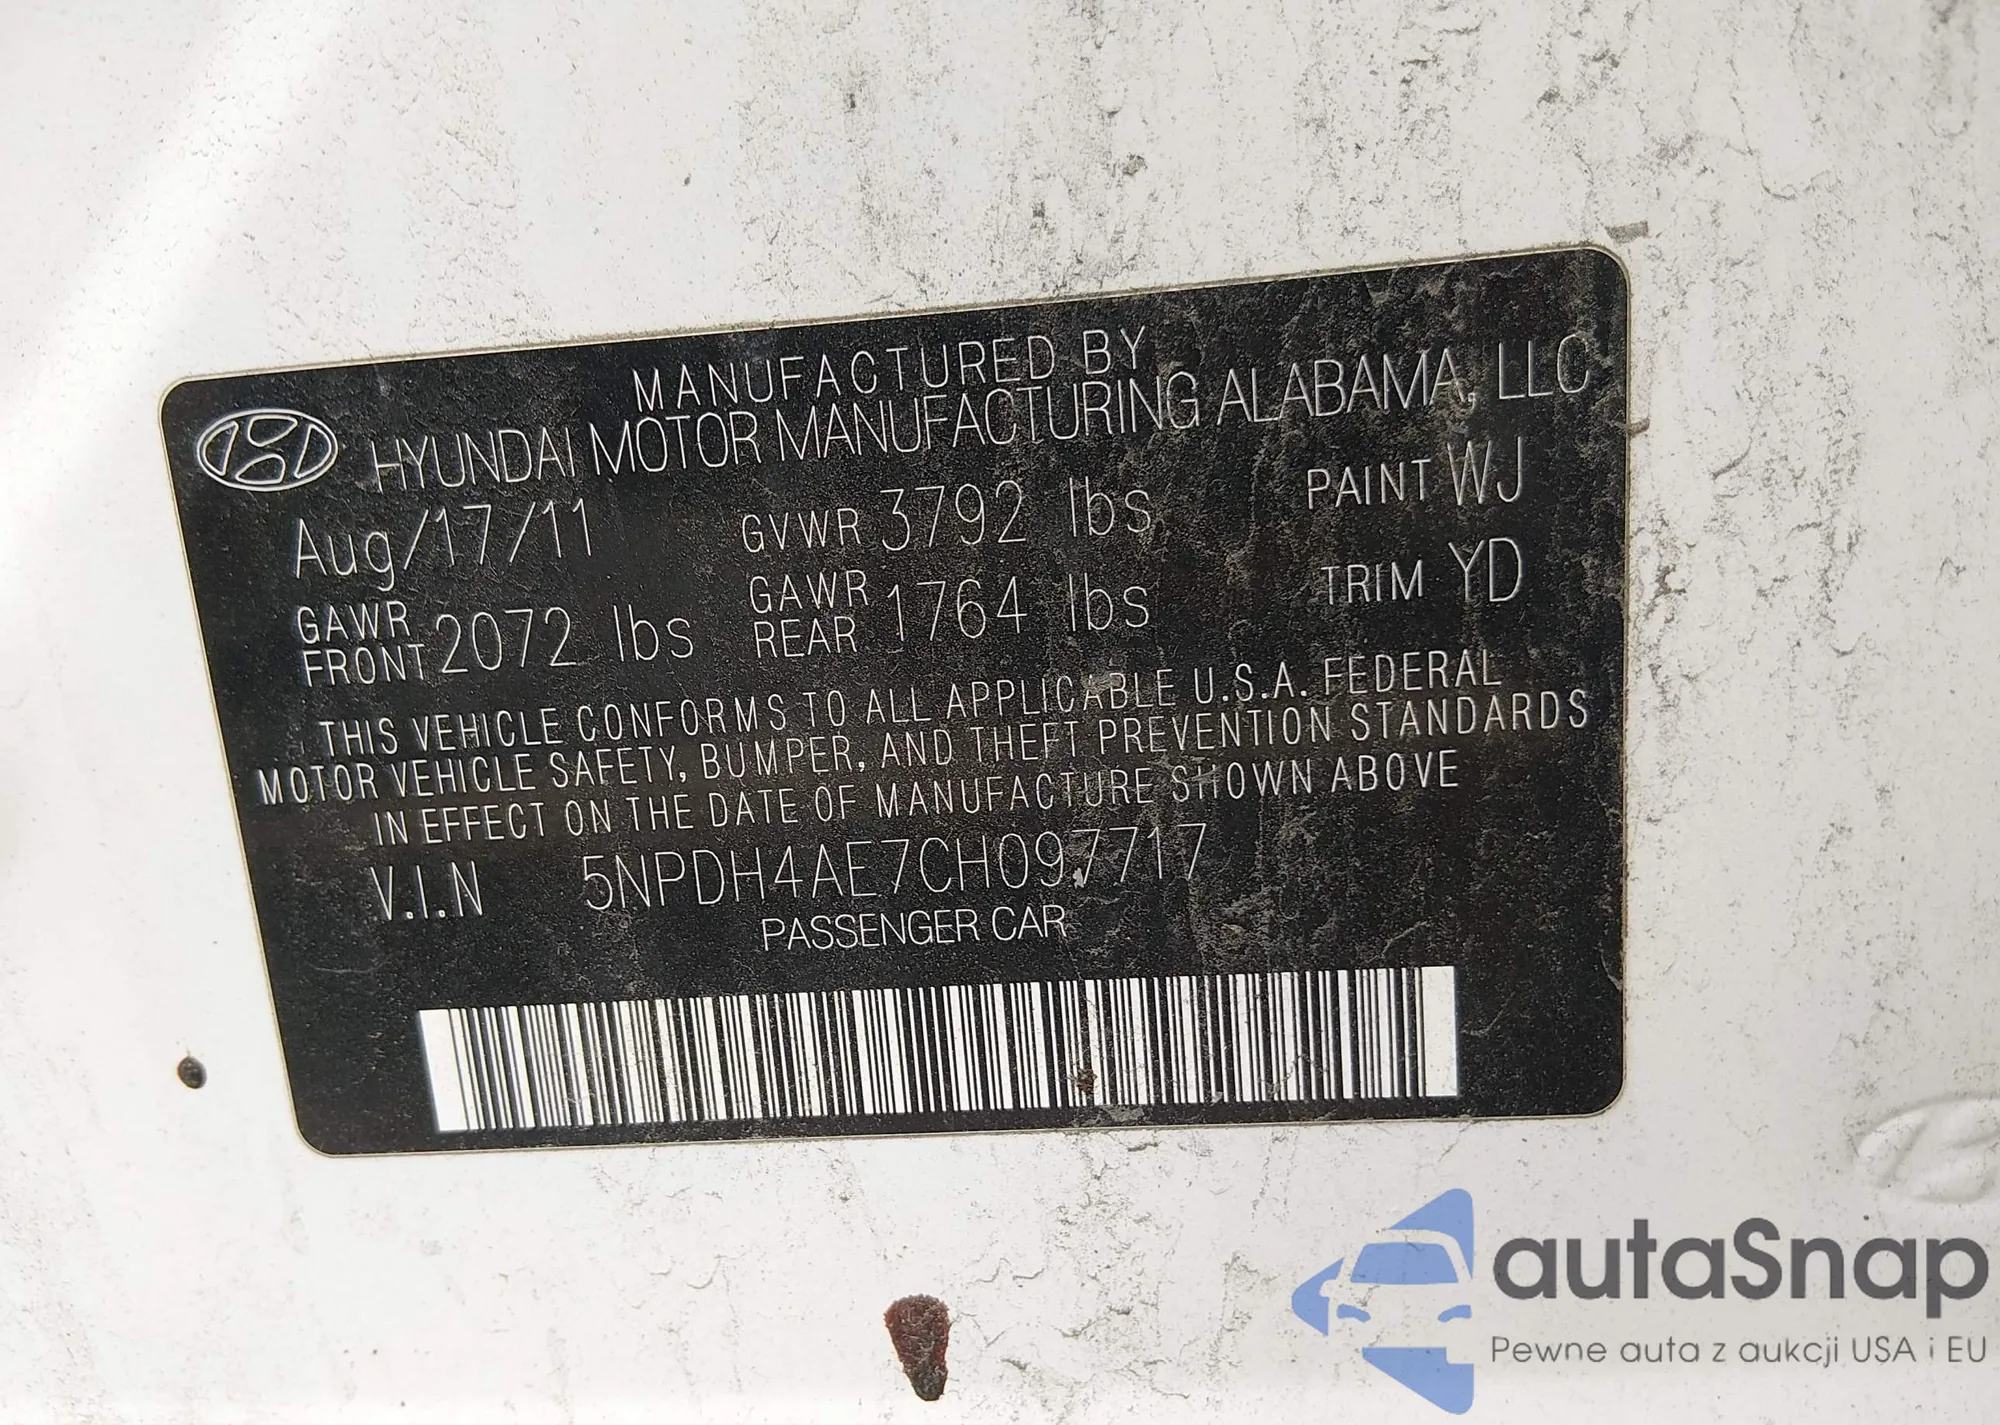 MANUFACTURED BY
HYUNDAI MOTOR MANUFACTURING ALABAMA, LLC
Aug/17/11 GVWR 3792 lbs PAINT WJ
GAWR FRONT 2072 lbs GAWR REAR 1764 lbs TRIM YD
THIS VEHICLE CONFORMS TO ALL APPLICABLE U.S.A. FEDERAL
MOTOR VEHICLE SAFETY, BUMPER, AND THEFT PREVENTION STANDARDS
IN EFFECT ON THE DATE OF MANUFACTURE SHOWN ABOVE
V.I.N 5NPDH4AE7CH097717
PASSENGER CAR
autaSnap
Pewne auta z aukcji USA i EU